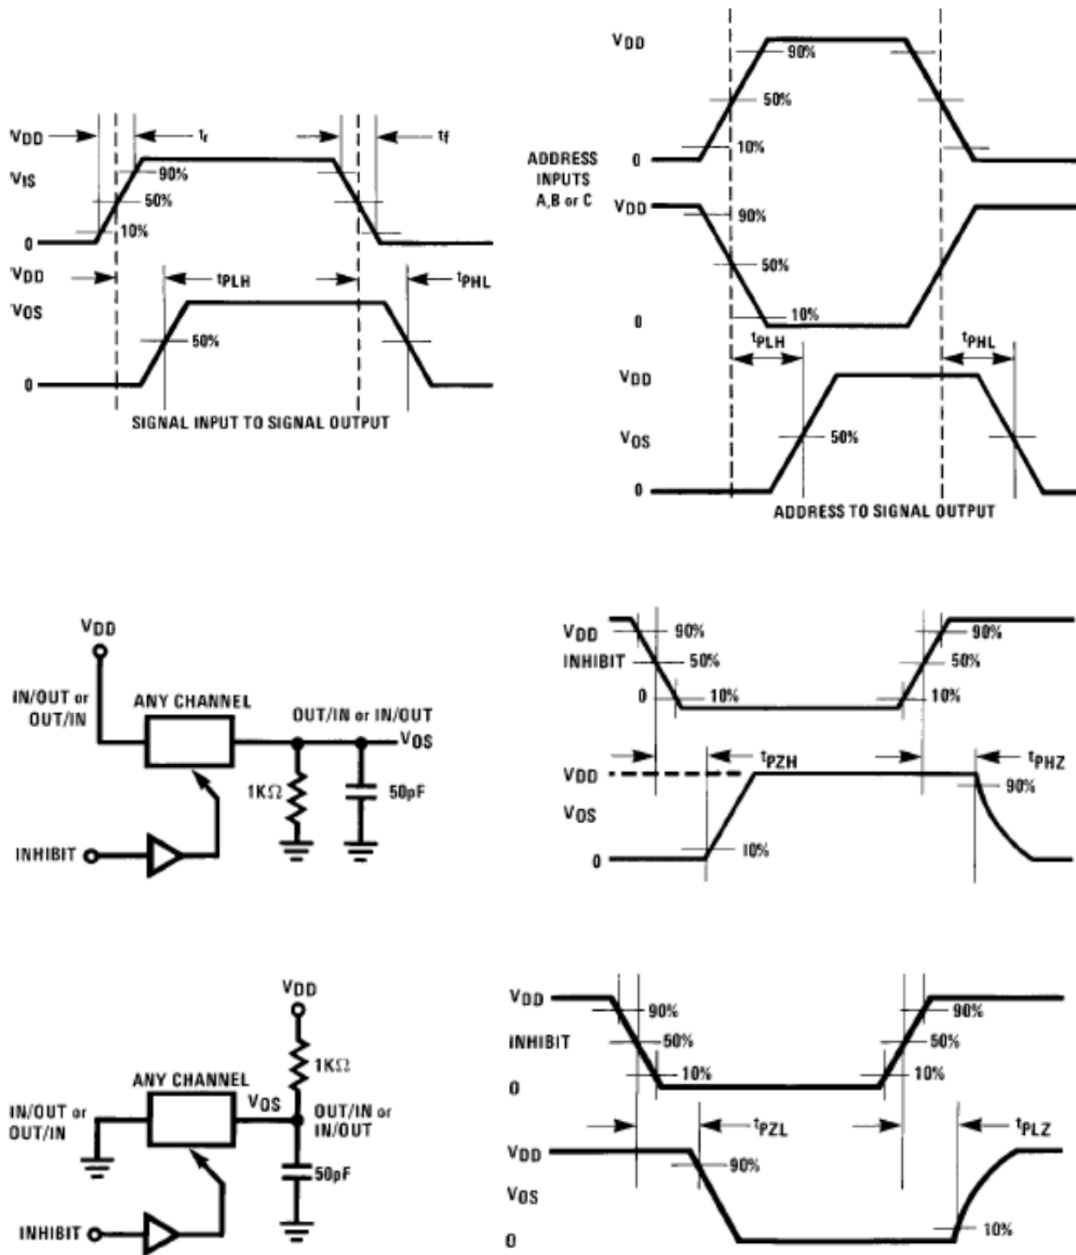 VDD
tr
tf
VIS
90%
50%
10%
0
VDD
tPLH
tPHL
VOS
50%
0
SIGNAL INPUT TO SIGNAL OUTPUT
VDD
90%
50%
10%
0
ADDRESS
INPUTS
A,B or C
VDD
90%
50%
10%
0
tPLH
tPHL
VDD
VOS
50%
0
ADDRESS TO SIGNAL OUTPUT
VDD
IN/OUT or
OUT/IN
ANY CHANNEL
OUT/IN or IN/OUT
VOS
1KΩ
50pF
INHIBIT
VDD
90%
90%
INHIBIT
50%
50%
0
10%
10%
tPZH
tPHZ
VDD
90%
VOS
10%
0
VDD
1KΩ
ANY CHANNEL
IN/OUT or
OUT/IN
VOS
OUT/IN or
IN/OUT
50pF
INHIBIT
VDD
90%
90%
INHIBIT
50%
50%
10%
10%
0
tPZL
tPLZ
VDD
90%
VOS
10%
0